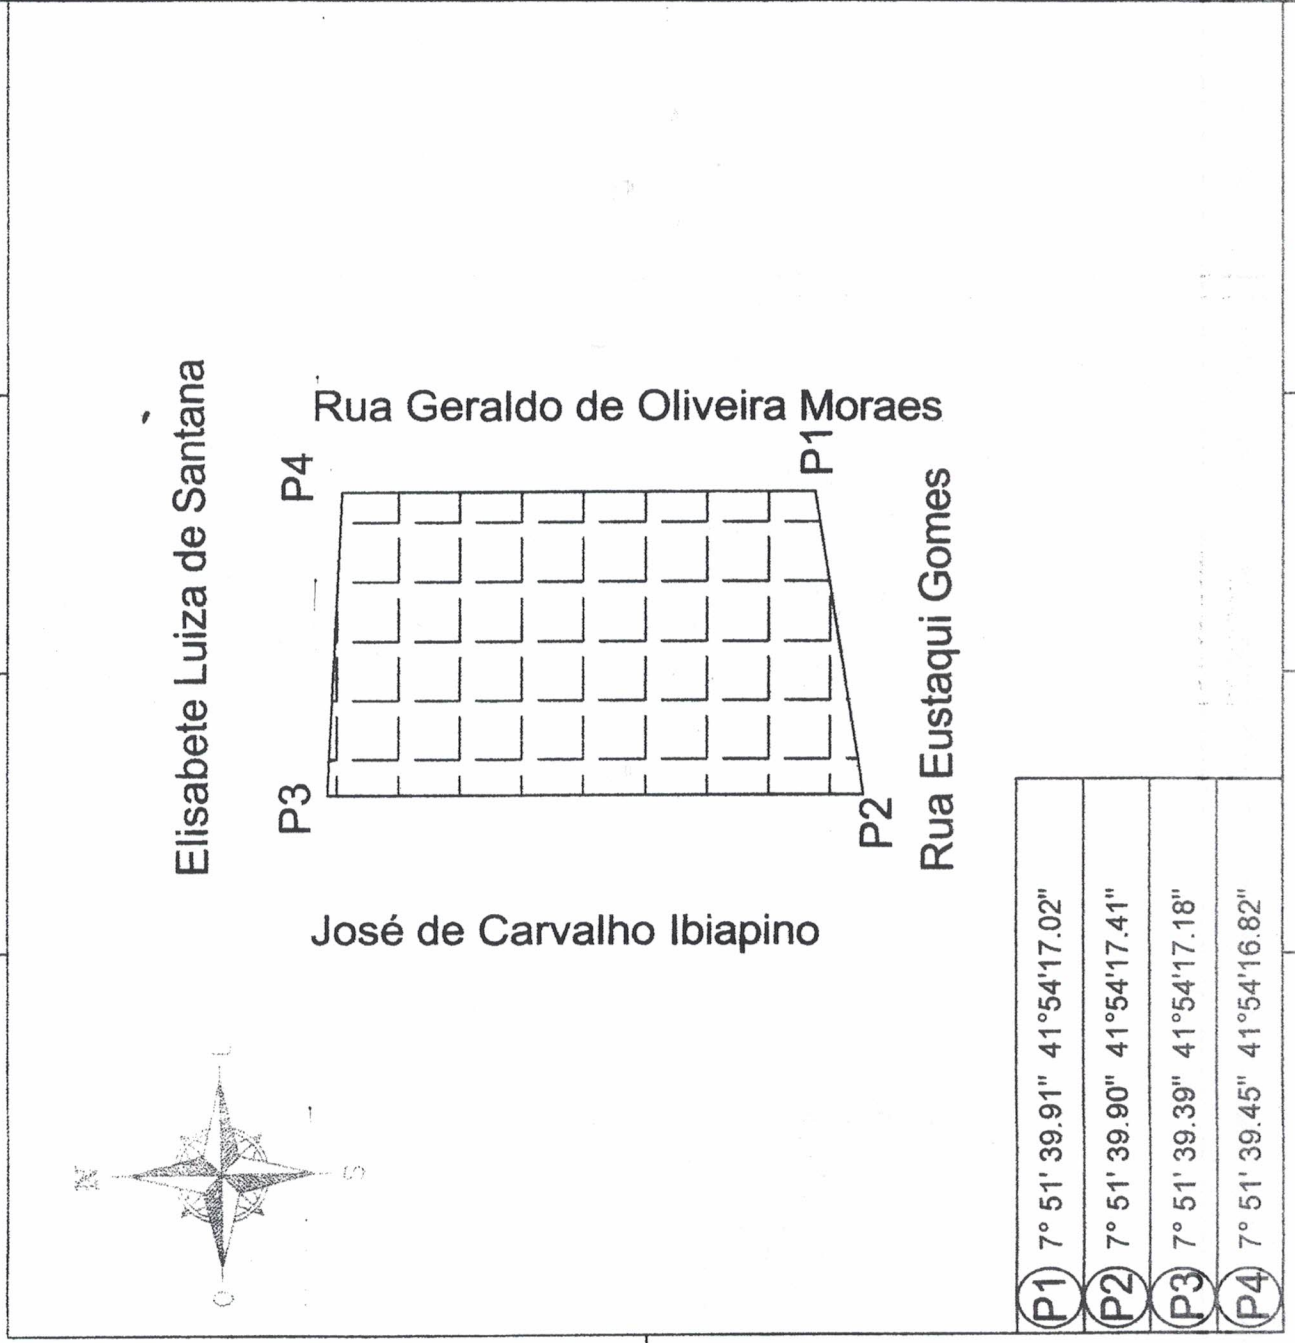 Elisabete Luiza de Santana
Rua Geraldo de Oliveira Moraes
P4
P1
P3
P2
Rua Eustaqui Gomes
José de Carvalho Ibiapino
N
L
S
O
P1 7° 51' 39.91" 41°54'17.02"
P2 7° 51' 39.90" 41°54'17.41"
P3 7° 51' 39.39" 41°54'17.18"
P4 7° 51' 39.45" 41°54'16.82"